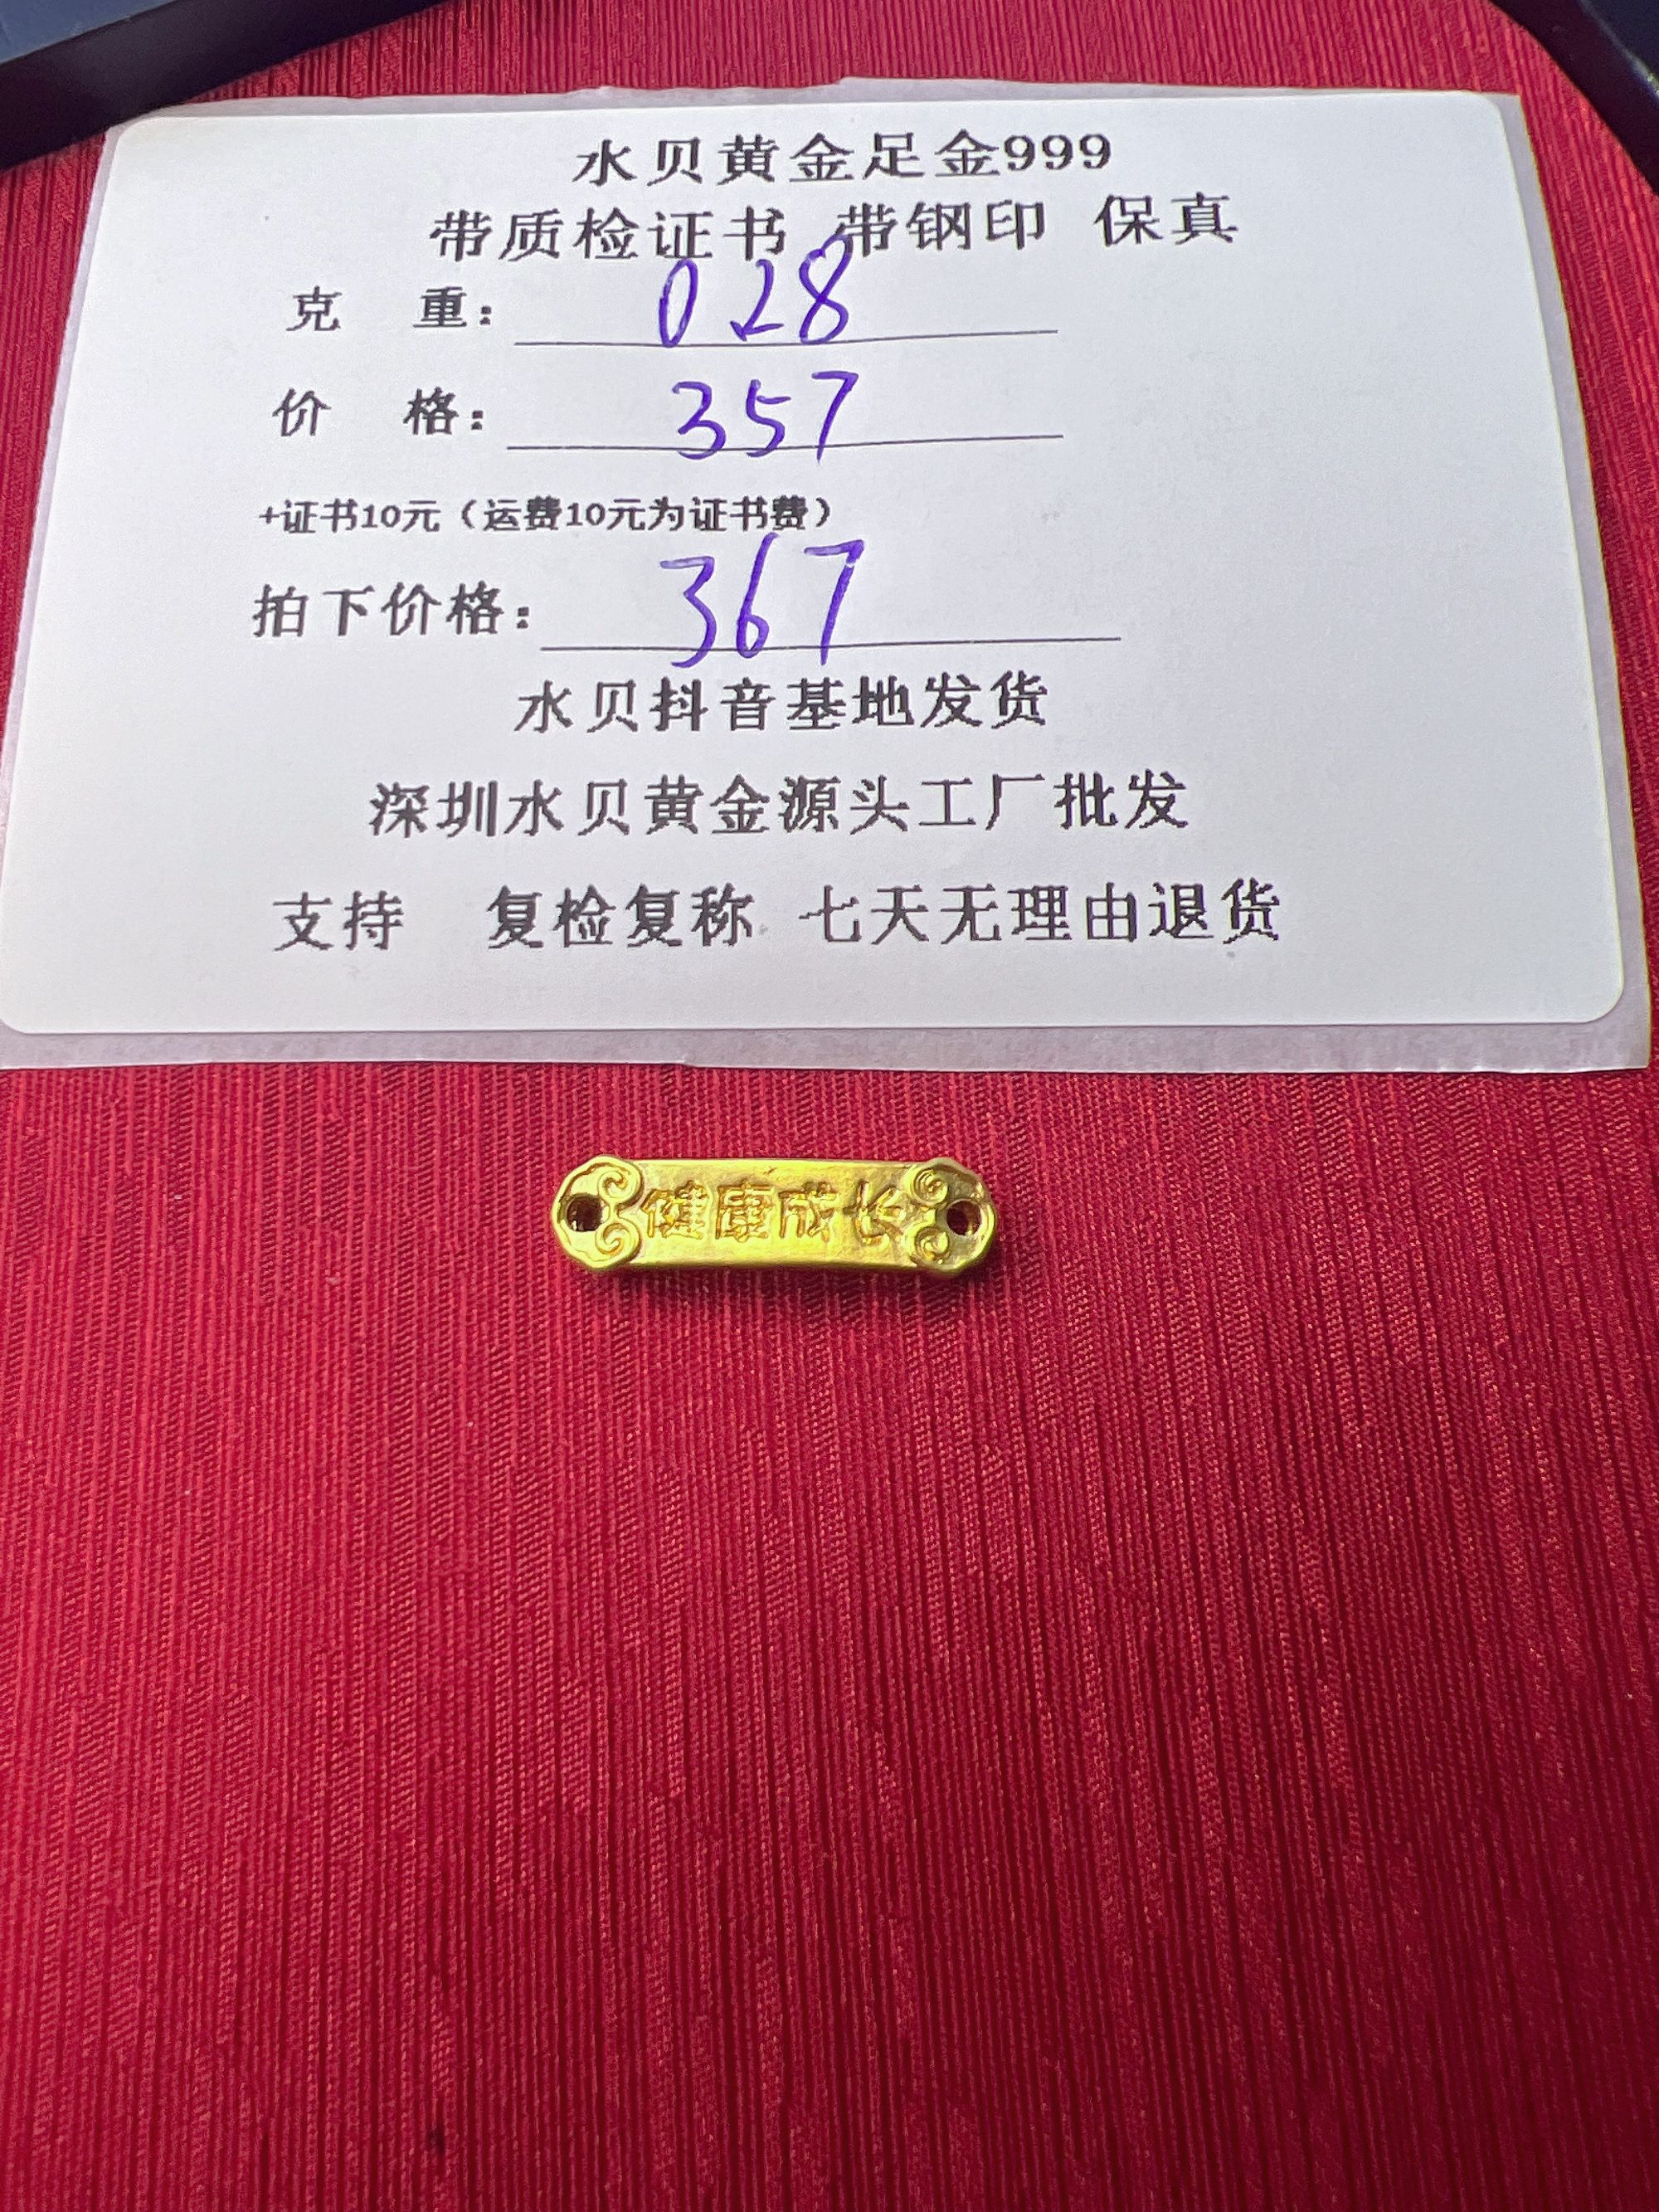 水贝黄金足金999
带质检证书 带钢印 保真
克 重: 028
价 格: 357
+证书10元（运费10元为证书费）
拍下价格: 367
水贝抖音基地发货
深圳水贝黄金源头工厂批发
支持 复检复称 七天无理由退货
健康成长